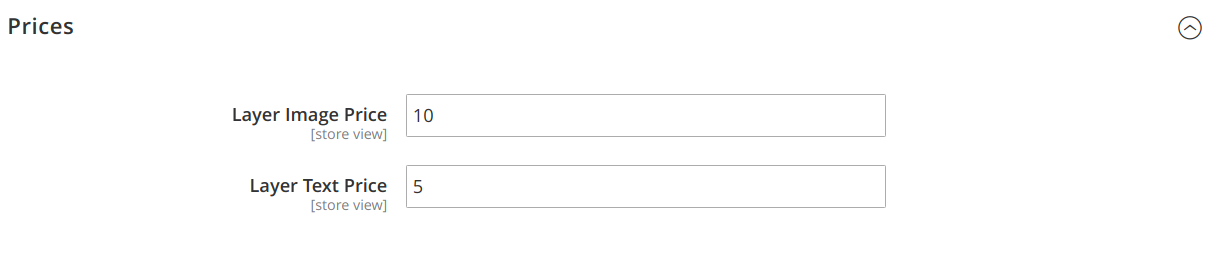 Prices
Layer Image Price
[store view]
10
Layer Text Price
[store view]
5